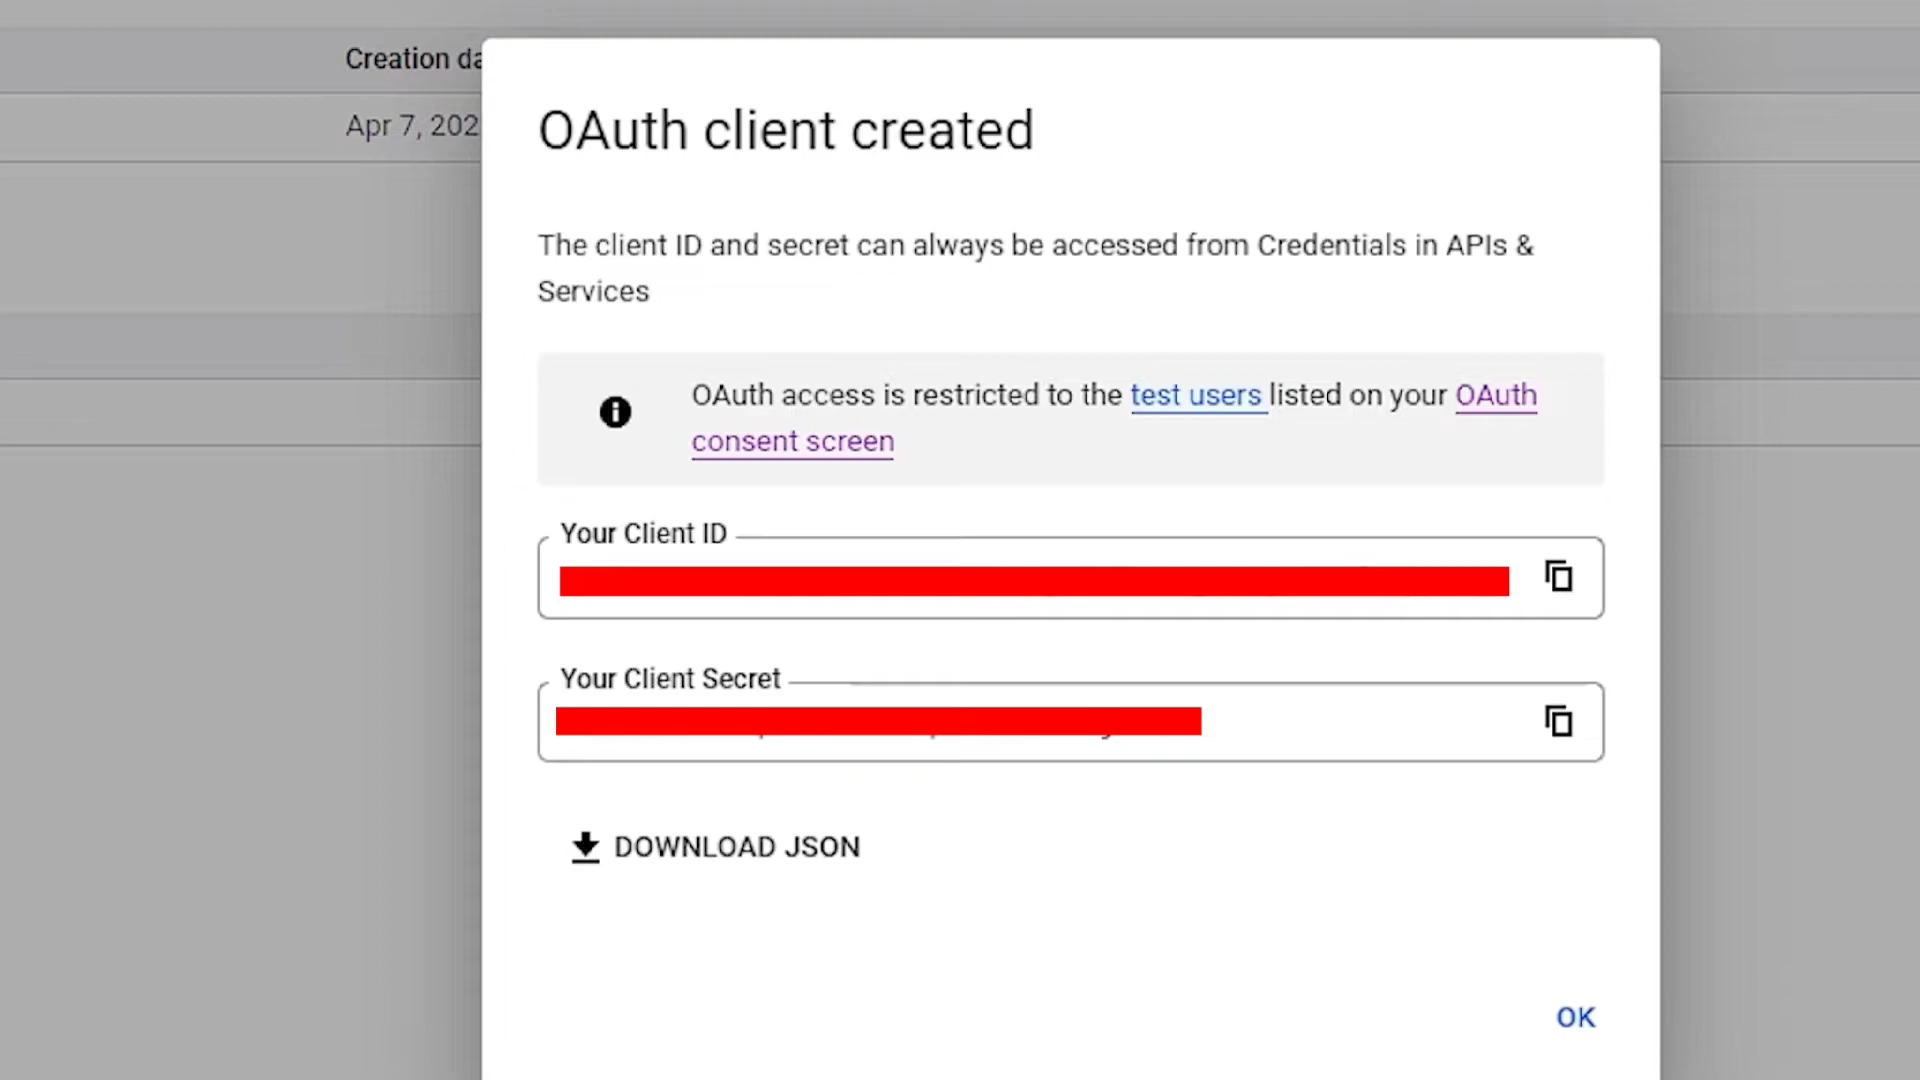 Creation da
Apr 7, 202
OAuth client created
The client ID and secret can always be accessed from Credentials in APIs &
Services
OAuth access is restricted to the test users listed on your OAuth
consent screen
Your Client ID
Your Client Secret
DOWNLOAD JSON
OK